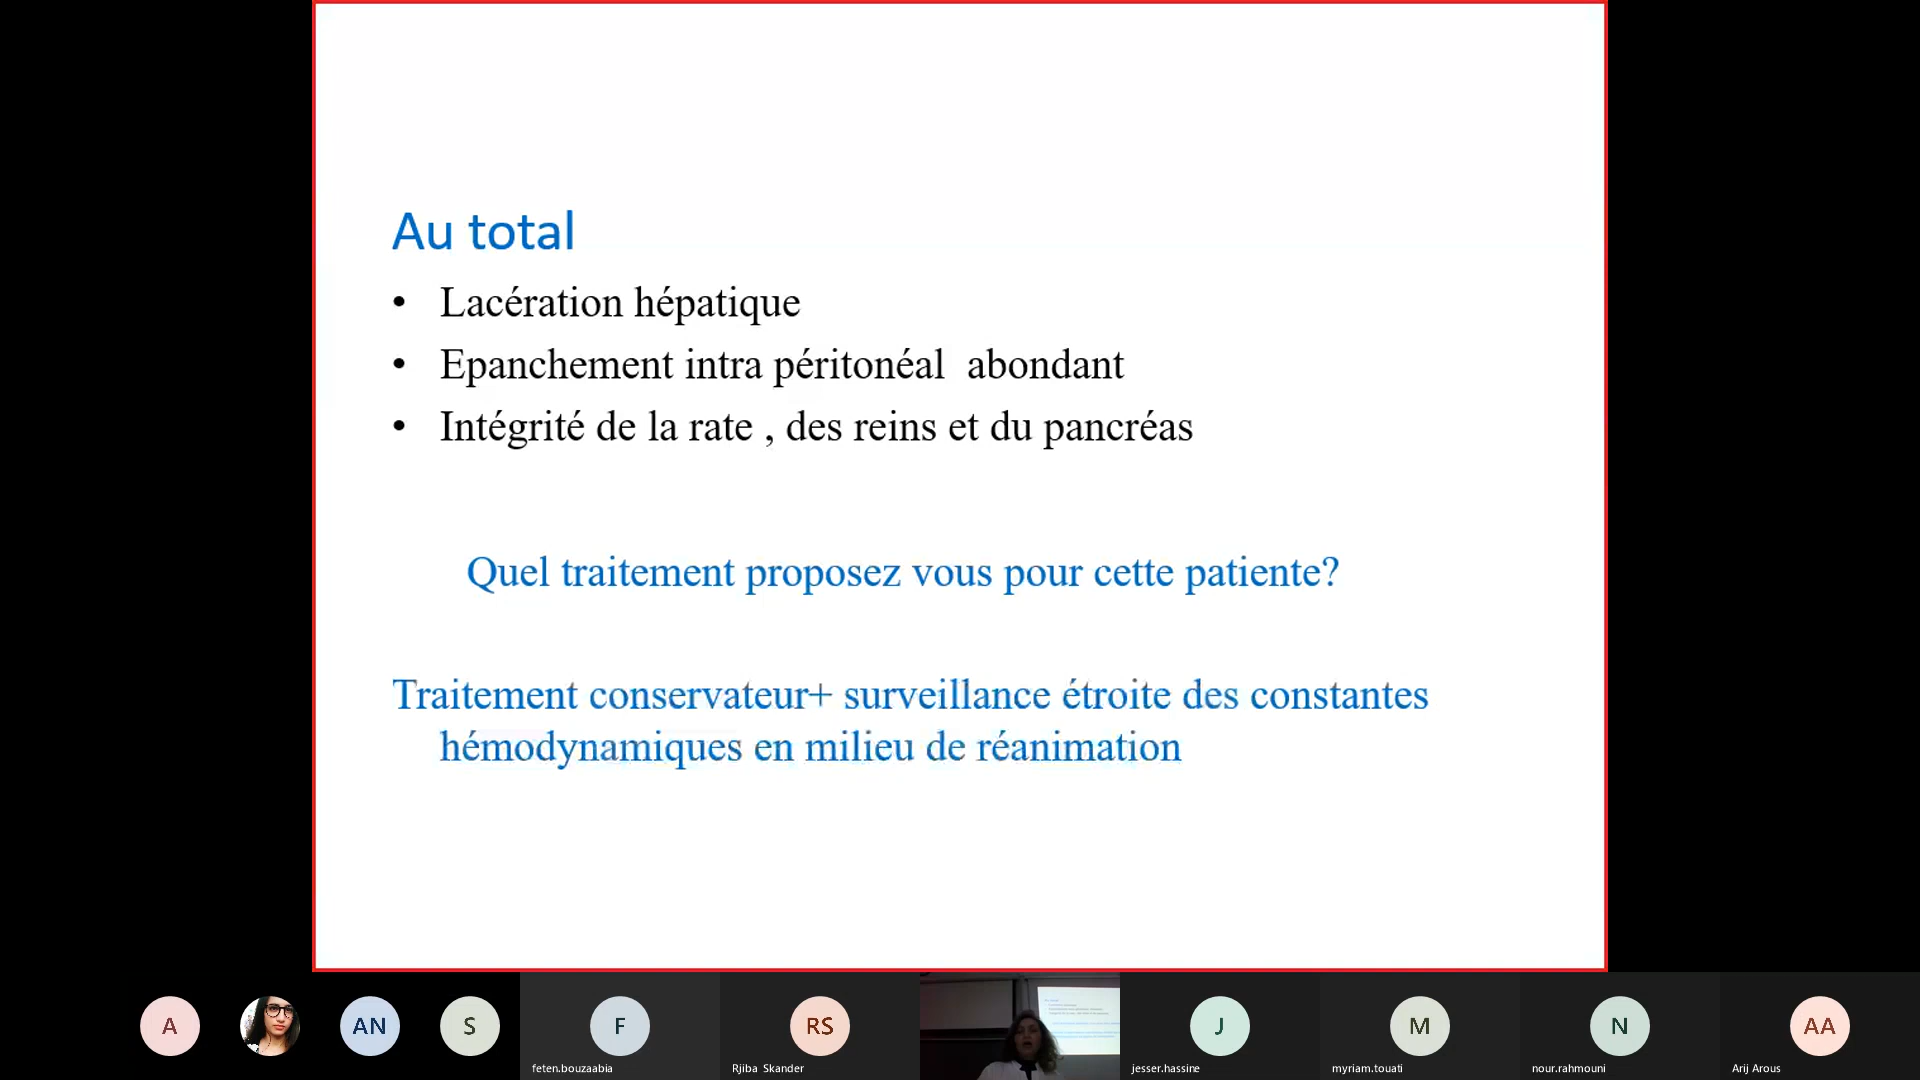 Au total
• Lacération hépatique
• Epanchement intra péritonéal abondant
• Intégrité de la rate , des reins et du pancréas
Quel traitement proposez vous pour cette patiente?
Traitement conservateur+ surveillance étroite des constantes
hémodynamiques en milieu de réanimation
A
AN
S
F
RS
J
M
N
AA
feten.bouzaabia
Rjiba Skander
jesser.hassine
myriam.touati
nour.rahmouni
Arij Arous